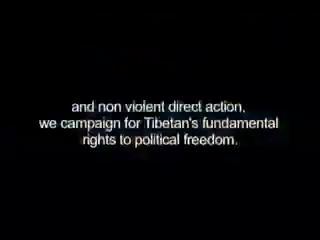 and non violent direct action,
we campaign for Tibetan's fundamental
rights to political freedom.